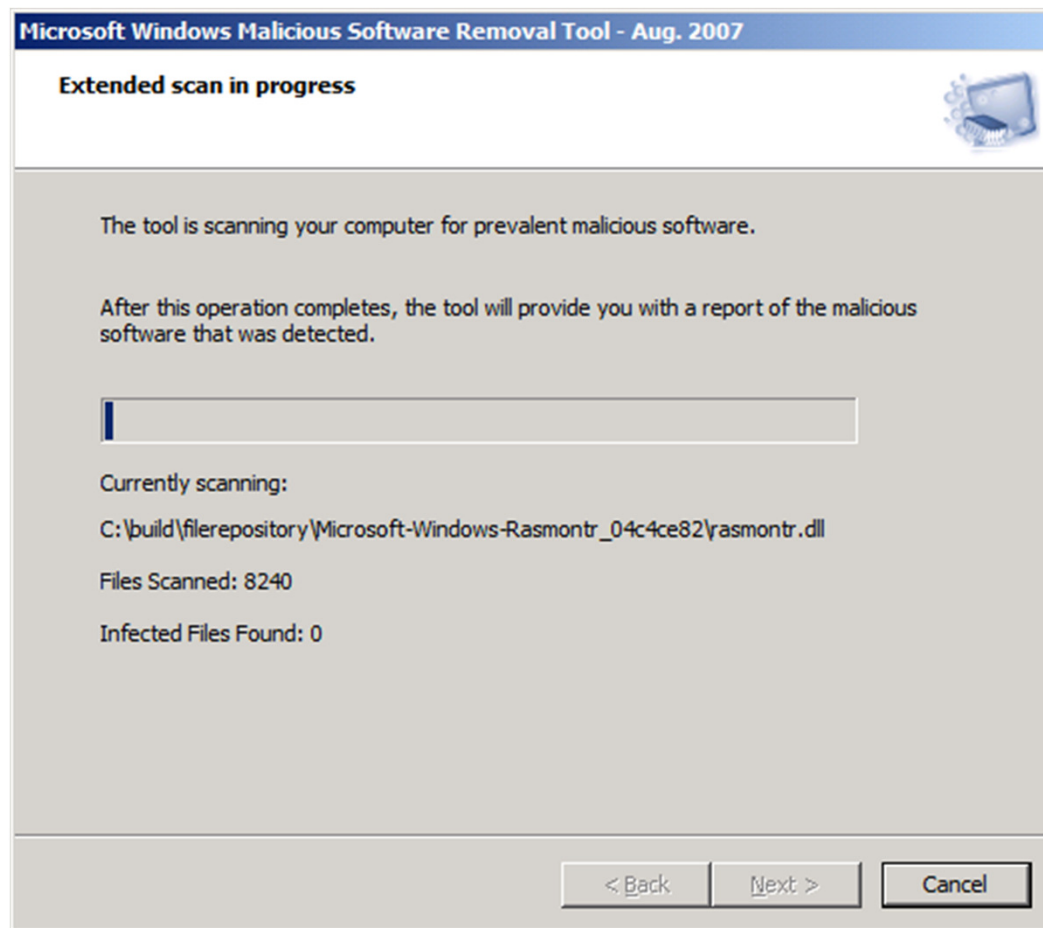 Microsoft Windows Malicious Software Removal Tool - Aug. 2007
Extended scan in progress
The tool is scanning your computer for prevalent malicious software.
After this operation completes, the tool will provide you with a report of the malicious
software that was detected.
Currently scanning:
C:\build\filerepository\Microsoft-Windows-Rasmontr_04c4ce82\rasmontr.dll
Files Scanned: 8240
Infected Files Found: 0
< Back
Next >
Cancel